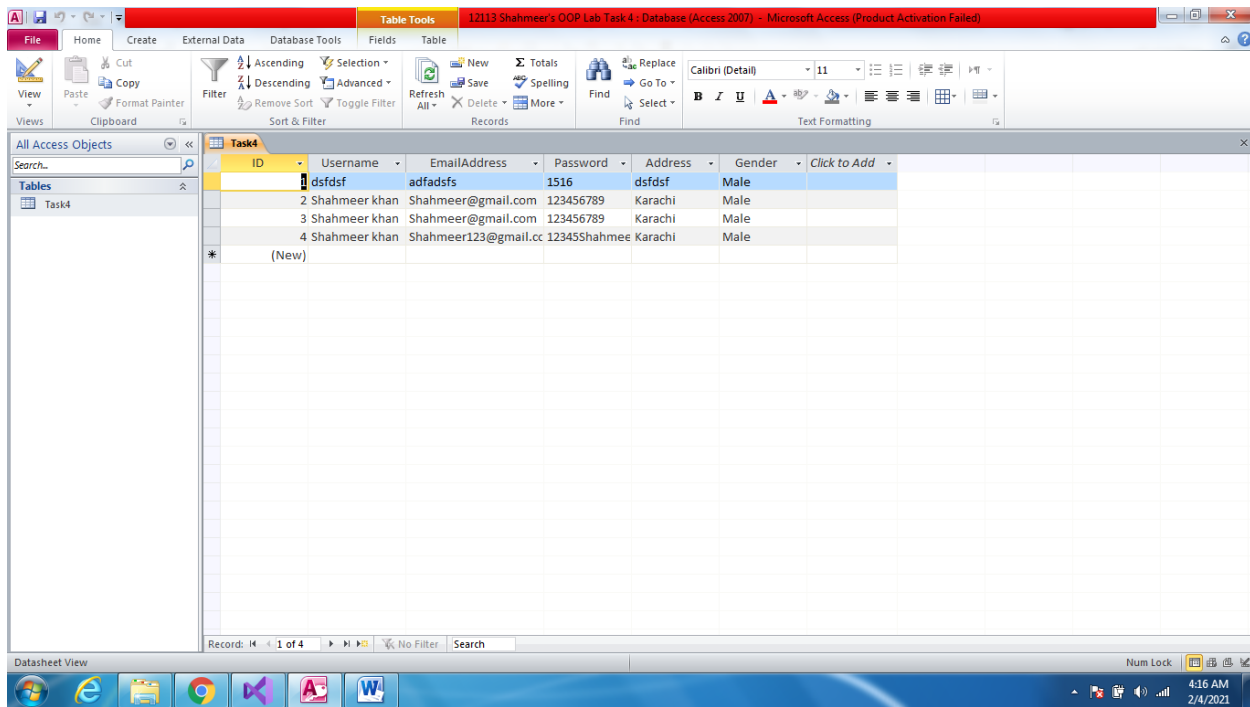 Table Tools 12113 Shahmeer's OOP Lab Task 4 : Database (Access 2007) - Microsoft Access (Product Activation Failed)
File Home Create External Data Database Tools Fields Table
View
Views
Paste
Cut
Copy
Format Painter
Clipboard
Filter
Ascending
Descending
Remove Sort
Selection
Advanced
Toggle Filter
Sort & Filter
Refresh
All
New
Save
Delete
Totals
Spelling
More
Records
Find
Replace
Go To
Select
Find
Calibri (Detail) 11
B I U A
Text Formatting
All Access Objects
Search...
Tables
Task4
Task4
ID Username EmailAddress Password Address Gender Click to Add
1 dsfdsf adfadsfs 1516 dsfdsf Male
2 Shahmeer khan Shahmeer@gmail.com 123456789 Karachi Male
3 Shahmeer khan Shahmeer@gmail.com 123456789 Karachi Male
4 Shahmeer khan Shahmeer123@gmail.cc 12345Shahmee Karachi Male
(New)
Record: 1 of 4 No Filter Search
Datasheet View Num Lock
4:16 AM
2/4/2021